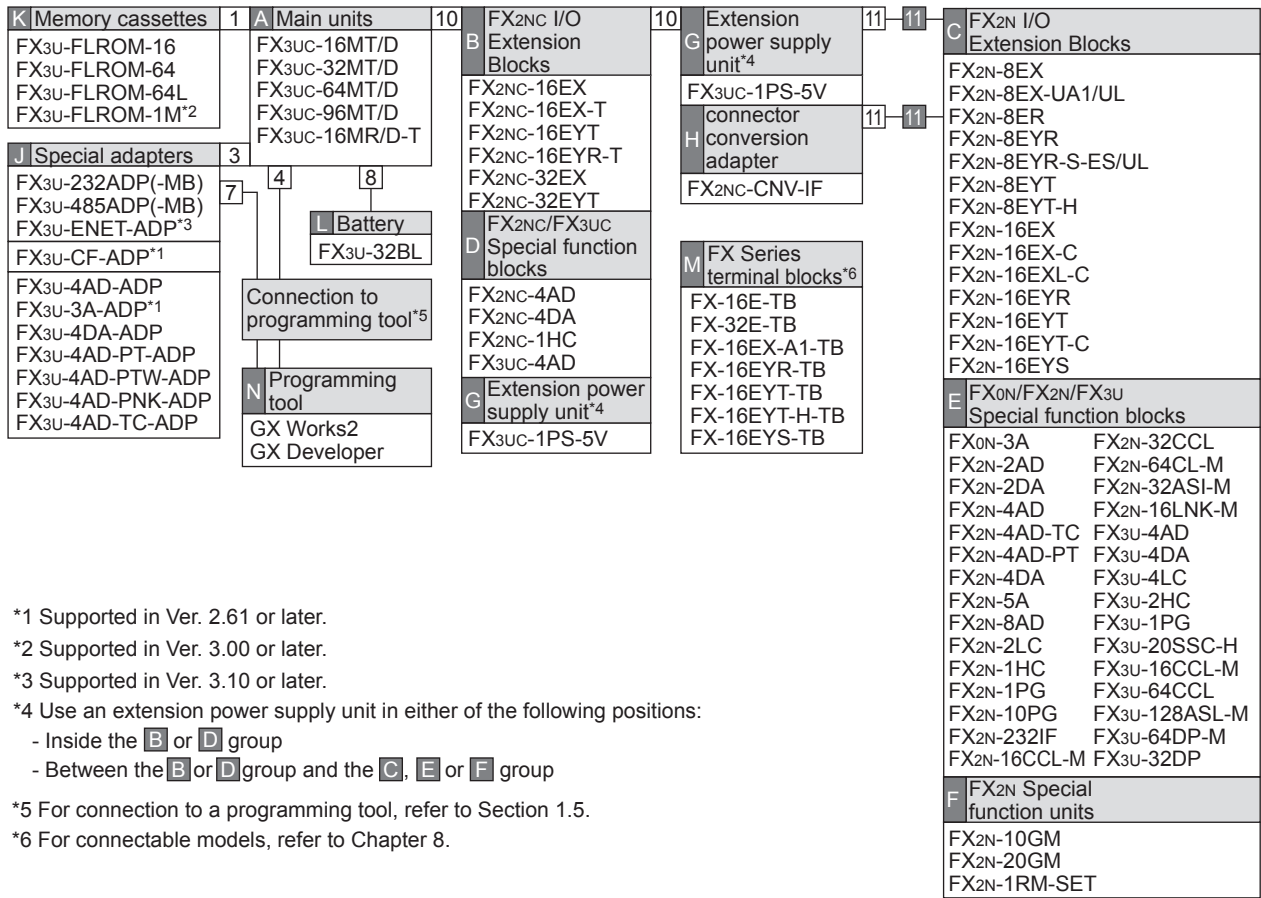 K Memory cassettes
FX3U-FLROM-16
FX3U-FLROM-64
FX3U-FLROM-64L
FX3U-FLROM-1M*2
1
A Main units
FX3UC-16MT/D
FX3UC-32MT/D
FX3UC-64MT/D
FX3UC-96MT/D
FX3UC-16MR/D-T
10
J Special adapters
3
FX3U-232ADP(-MB)
FX3U-485ADP(-MB)
FX3U-ENET-ADP*3
7
FX3U-CF-ADP*1
FX3U-4AD-ADP
FX3U-3A-ADP*1
FX3U-4DA-ADP
FX3U-4AD-PT-ADP
FX3U-4AD-PTW-ADP
FX3U-4AD-PNK-ADP
FX3U-4AD-TC-ADP
4
8
L Battery
FX3U-32BL
Connection to
programming tool*5
N Programming
tool
GX Works2
GX Developer
B FX2NC I/O
Extension
Blocks
FX2NC-16EX
FX2NC-16EX-T
FX2NC-16EYT
FX2NC-16EYR-T
FX2NC-32EX
FX2NC-32EYT
D FX2NC/FX3UC
Special function
blocks
FX2NC-4AD
FX2NC-4DA
FX2NC-1HC
FX3UC-4AD
G Extension power
supply unit*4
FX3UC-1PS-5V
10
G Extension
power supply
unit*4
FX3UC-1PS-5V
11
11
H connector
conversion
adapter
FX2NC-CNV-IF
11
11
M FX Series
terminal blocks*6
FX-16E-TB
FX-32E-TB
FX-16EX-A1-TB
FX-16EYR-TB
FX-16EYT-TB
FX-16EYT-H-TB
FX-16EYS-TB
C FX2N I/O
Extension Blocks
FX2N-8EX
FX2N-8EX-UA1/UL
FX2N-8ER
FX2N-8EYR
FX2N-8EYR-S-ES/UL
FX2N-8EYT
FX2N-8EYT-H
FX2N-16EX
FX2N-16EX-C
FX2N-16EXL-C
FX2N-16EYR
FX2N-16EYT
FX2N-16EYT-C
FX2N-16EYS
E FX0N/FX2N/FX3U
Special function blocks
FX0N-3A FX2N-32CCL
FX2N-2AD FX2N-64CL-M
FX2N-2DA FX2N-32ASI-M
FX2N-4AD FX2N-16LNK-M
FX2N-4AD-TC FX3U-4AD
FX2N-4AD-PT FX3U-4DA
FX2N-4DA FX3U-4LC
FX2N-5A FX3U-2HC
FX2N-8AD FX3U-1PG
FX2N-2LC FX3U-20SSC-H
FX2N-1HC FX3U-16CCL-M
FX2N-1PG FX3U-64CCL
FX2N-10PG FX3U-128ASL-M
FX2N-232IF FX3U-64DP-M
FX2N-16CCL-M FX3U-32DP
F FX2N Special
function units
FX2N-10GM
FX2N-20GM
FX2N-1RM-SET
*1 Supported in Ver. 2.61 or later.
*2 Supported in Ver. 3.00 or later.
*3 Supported in Ver. 3.10 or later.
*4 Use an extension power supply unit in either of the following positions:
- Inside the B or D group
- Between the B or D group and the C, E or F group
*5 For connection to a programming tool, refer to Section 1.5.
*6 For connectable models, refer to Chapter 8.